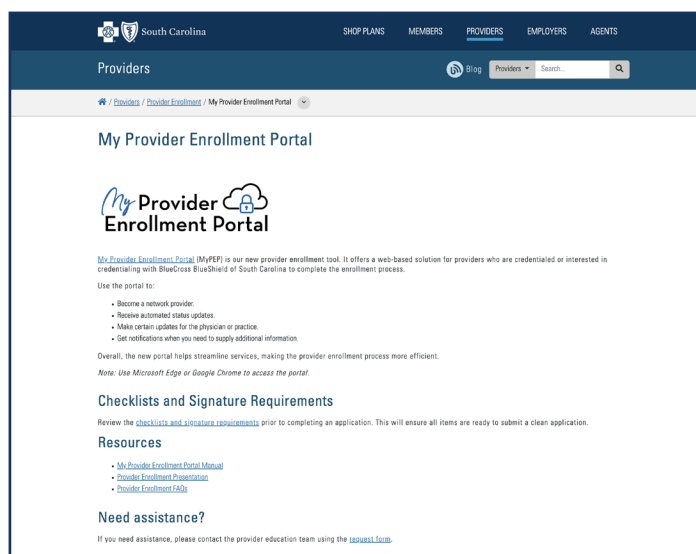 South Carolina
SHOP PLANS MEMBERS PROVIDERS EMPLOYERS AGENTS
Providers
Blog Providers Search...
/ Providers / Provider Enrollment / My Provider Enrollment Portal
My Provider Enrollment Portal
My Provider
Enrollment Portal
My Provider Enrollment Portal (MyPEP) is our new provider enrollment tool. It offers a web-based solution for providers who are credentialed or interested in
credentialing with BlueCross BlueShield of South Carolina to complete the enrollment process.
Use the portal to:
• Become a network provider.
• Receive automated status updates.
• Make certain updates for the physician or practice.
• Get notifications when you need to supply additional information.
Overall, the new portal helps streamline services, making the provider enrollment process more efficient.
Note: Use Microsoft Edge or Google Chrome to access the portal.
Checklists and Signature Requirements
Review the checklists and signature requirements prior to completing an application. This will ensure all items are ready to submit a clean application.
Resources
• My Provider Enrollment Portal Manual
• Provider Enrollment Presentation
• Provider Enrollment FAQs
Need assistance?
If you need assistance, please contact the provider education team using the request form.